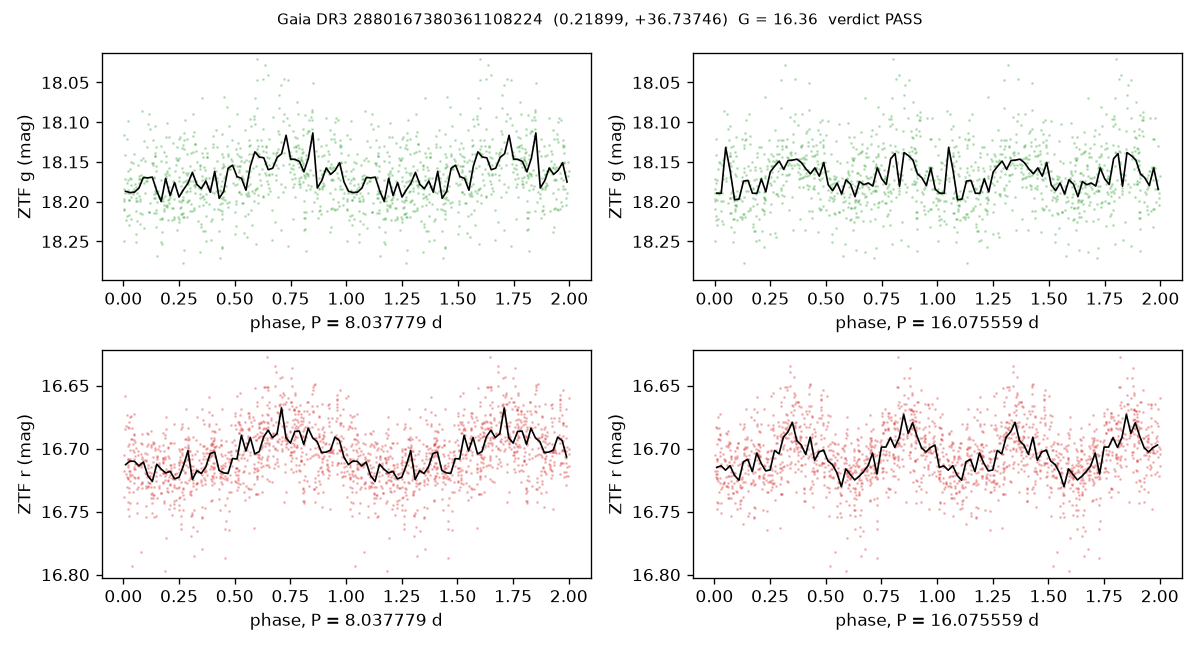 Gaia DR3 2880167380361108224  (0.21899, +36.73746)  G = 16.36  verdict PASS
ZTF g (mag)
18.05
18.10
18.15
18.20
18.25
0.00 0.25 0.50 0.75 1.00 1.25 1.50 1.75 2.00
phase, P = 8.037779 d
ZTF g (mag)
18.05
18.10
18.15
18.20
18.25
0.00 0.25 0.50 0.75 1.00 1.25 1.50 1.75 2.00
phase, P = 16.075559 d
ZTF r (mag)
16.65
16.70
16.75
16.80
0.00 0.25 0.50 0.75 1.00 1.25 1.50 1.75 2.00
phase, P = 8.037779 d
ZTF r (mag)
16.65
16.70
16.75
16.80
0.00 0.25 0.50 0.75 1.00 1.25 1.50 1.75 2.00
phase, P = 16.075559 d